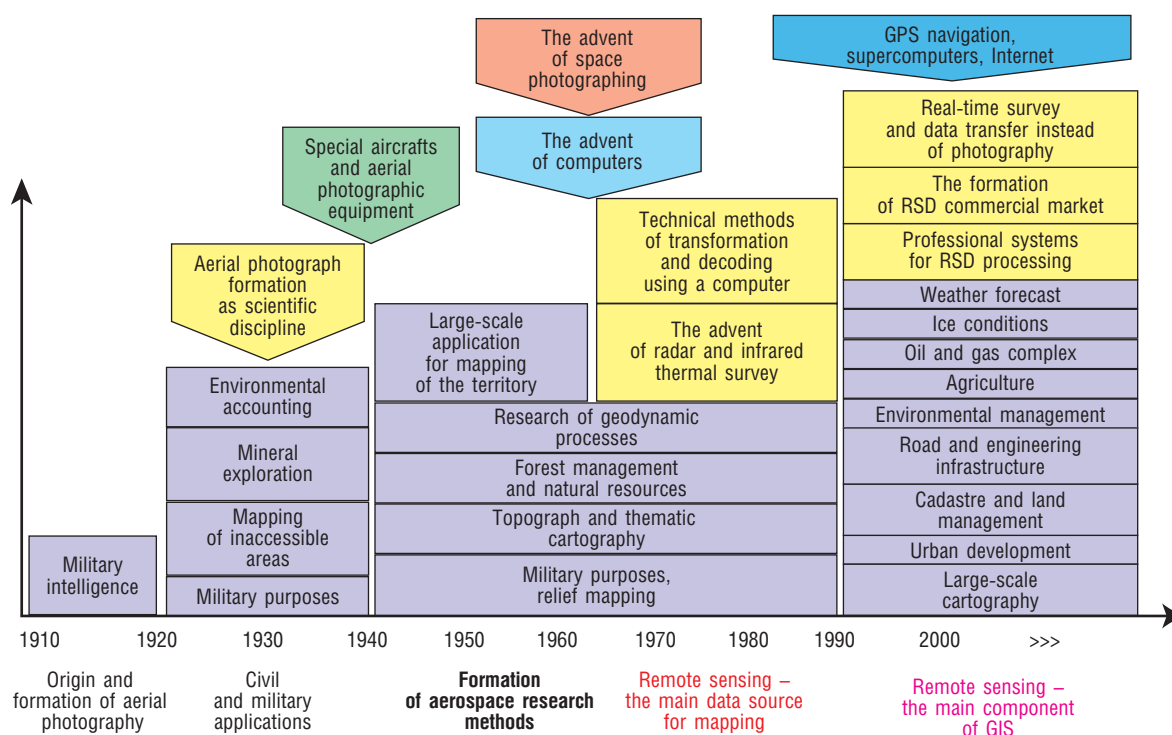 The advent
of space
photographing
GPS navigation,
supercomputers, Internet
Special aircrafts
and aerial
photographic
equipment
The advent
of computers
Real-time survey
and data transfer instead
of photography
The formation
of RSD commercial market
Professional systems
for RSD processing
Aerial photograph
formation
as scientific
discipline
Technical methods
of transformation
and decoding
using a computer
Large-scale
application
for mapping
of the territory
The advent
of radar and infrared
thermal survey
Weather forecast
Ice conditions
Oil and gas complex
Agriculture
Environmental management
Road and engineering
infrastructure
Cadastre and land
management
Urban development
Large-scale
cartography
Environmental
accounting
Mineral
exploration
Mapping
of inaccessible
areas
Military purposes
Research of geodynamic
processes
Forest management
and natural resources
Topograph and thematic
cartography
Military purposes,
relief mapping
Military
intelligence
1910 1920 1930 1940 1950 1960 1970 1980 1990 2000 >>>
Origin and
formation of aerial
photography
Civil
and military
applications
Formation
of aerospace research
methods
Remote sensing –
the main data source
for mapping
Remote sensing –
the main component
of GIS